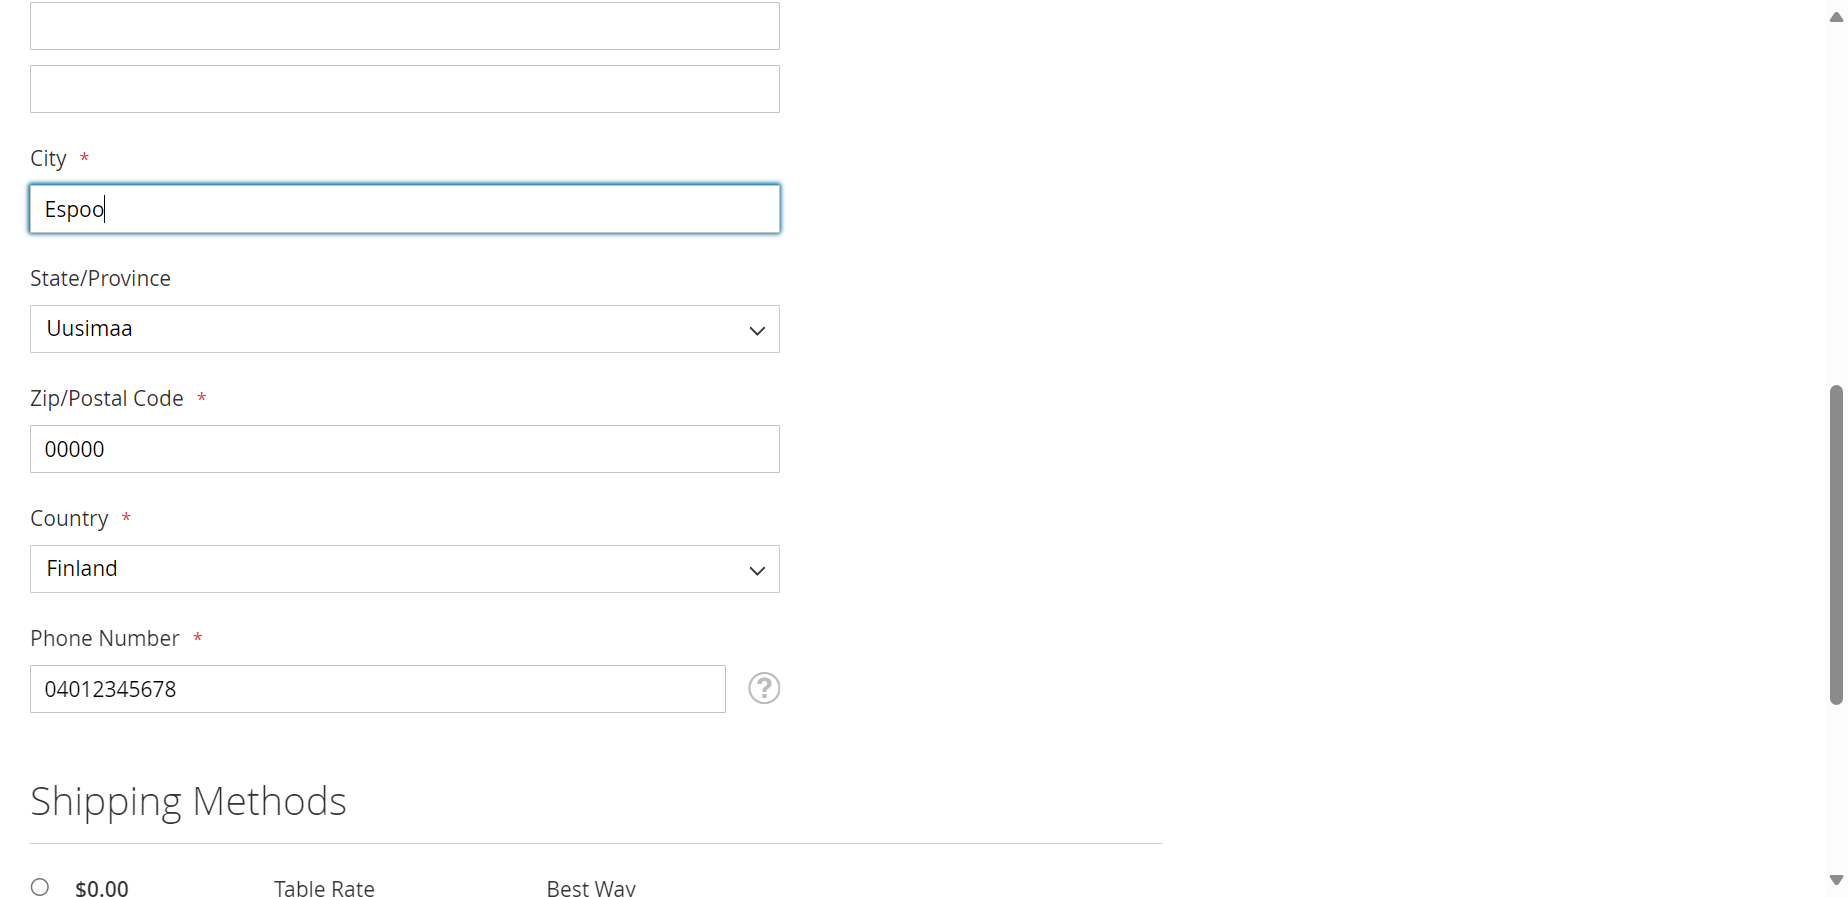 City *
Espoo
State/Province
Uusimaa
Zip/Postal Code *
00000
Country *
Finland
Phone Number *
04012345678
?
Shipping Methods
$0.00 Table Rate Best Way